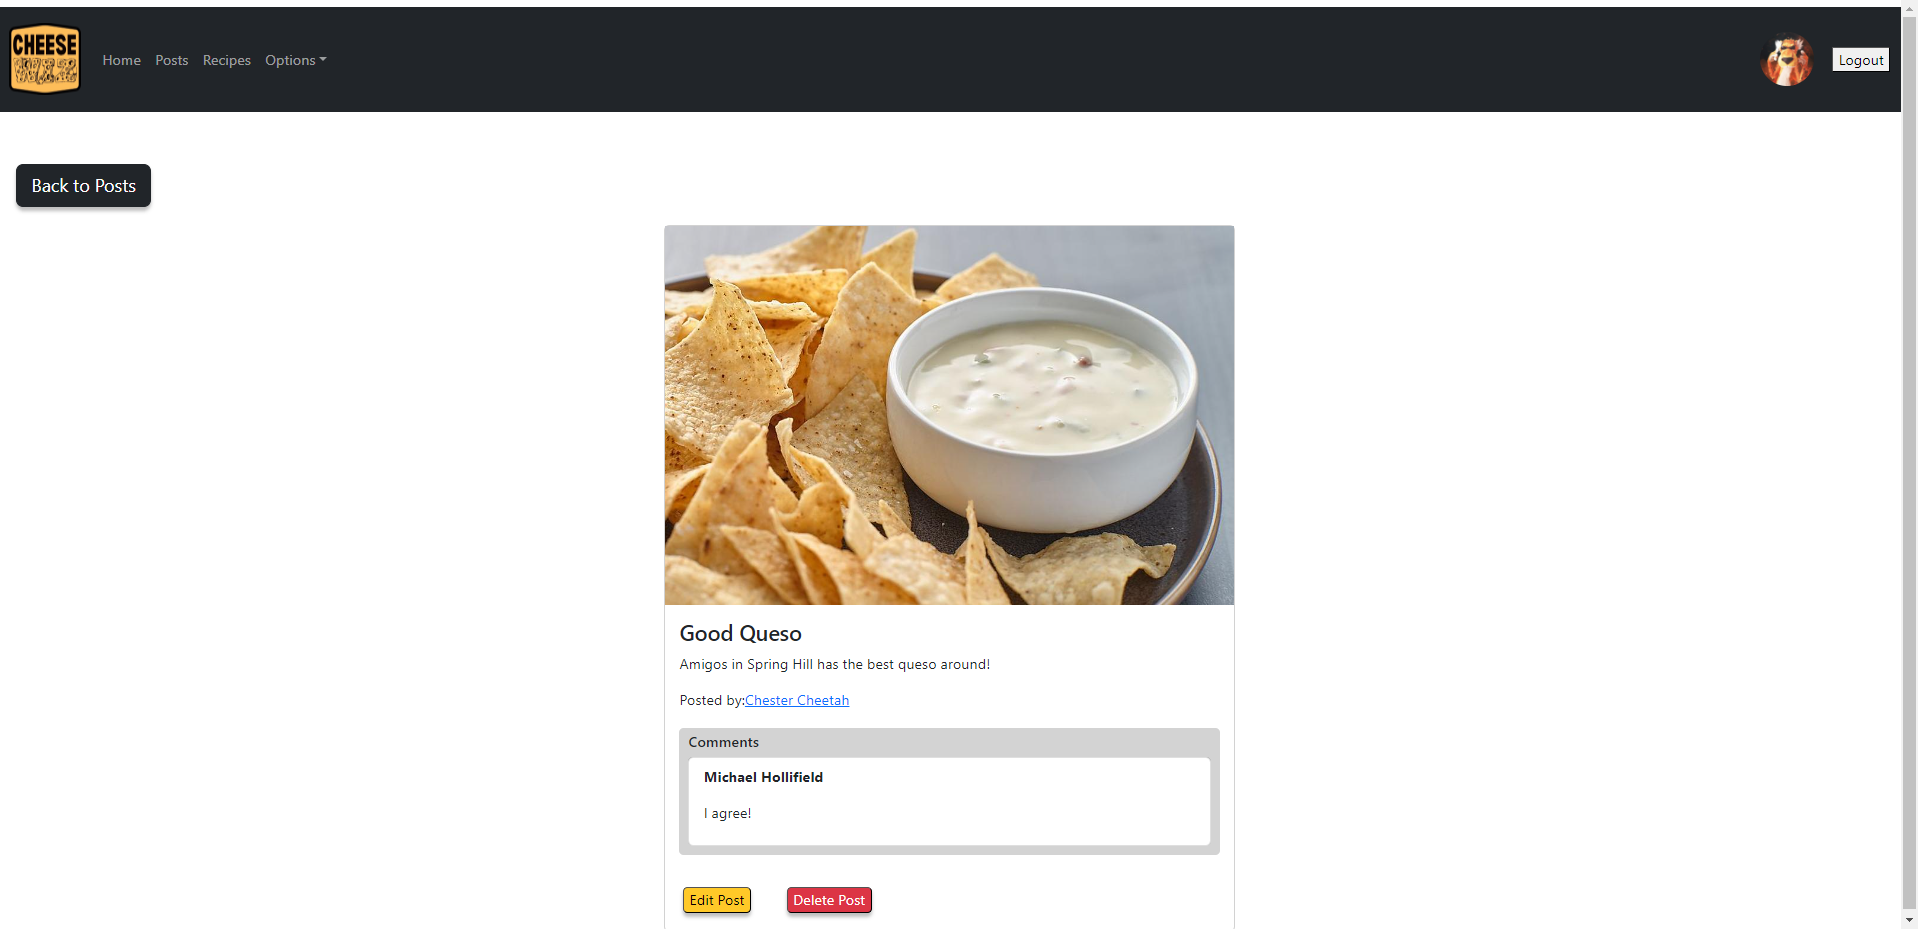 CHEESE
WIZ
Home Posts Recipes Options
Logout
Back to Posts
Good Queso
Amigos in Spring Hill has the best queso around!
Posted by:Chester Cheetah
Comments
Michael Hollifield
I agree!
Edit Post Delete Post